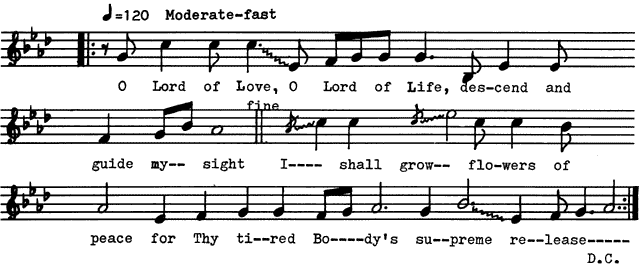 ♩=120 Moderate-fast
O Lord of Love, O Lord of Life, des-cend and
fine
guide my-- sight I---- shall grow-- flo-wers of
peace for Thy ti--red Bo----dy's su--preme re--lease-----
D.C.